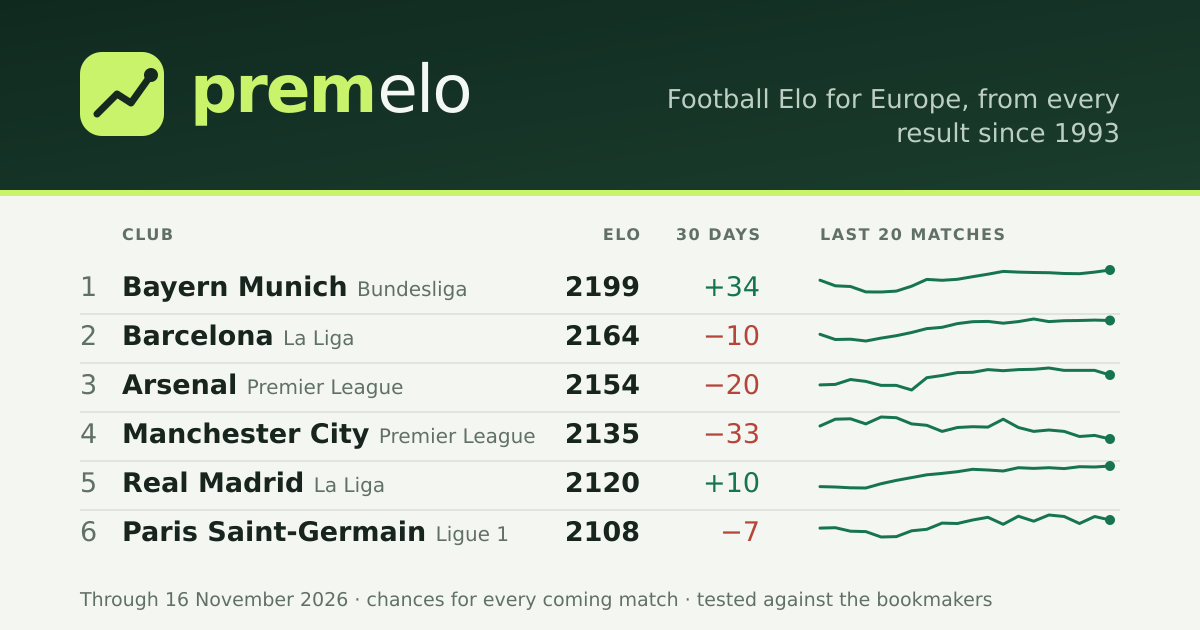 premelo
Football Elo for Europe, from every
result since 1993
CLUB ELO 30 DAYS LAST 20 MATCHES
1 Bayern Munich Bundesliga 2199 +34
2 Barcelona La Liga 2164 −10
3 Arsenal Premier League 2154 −20
4 Manchester City Premier League 2135 −33
5 Real Madrid La Liga 2120 +10
6 Paris Saint-Germain Ligue 1 2108 −7
Through 16 November 2026 · chances for every coming match · tested against the bookmakers